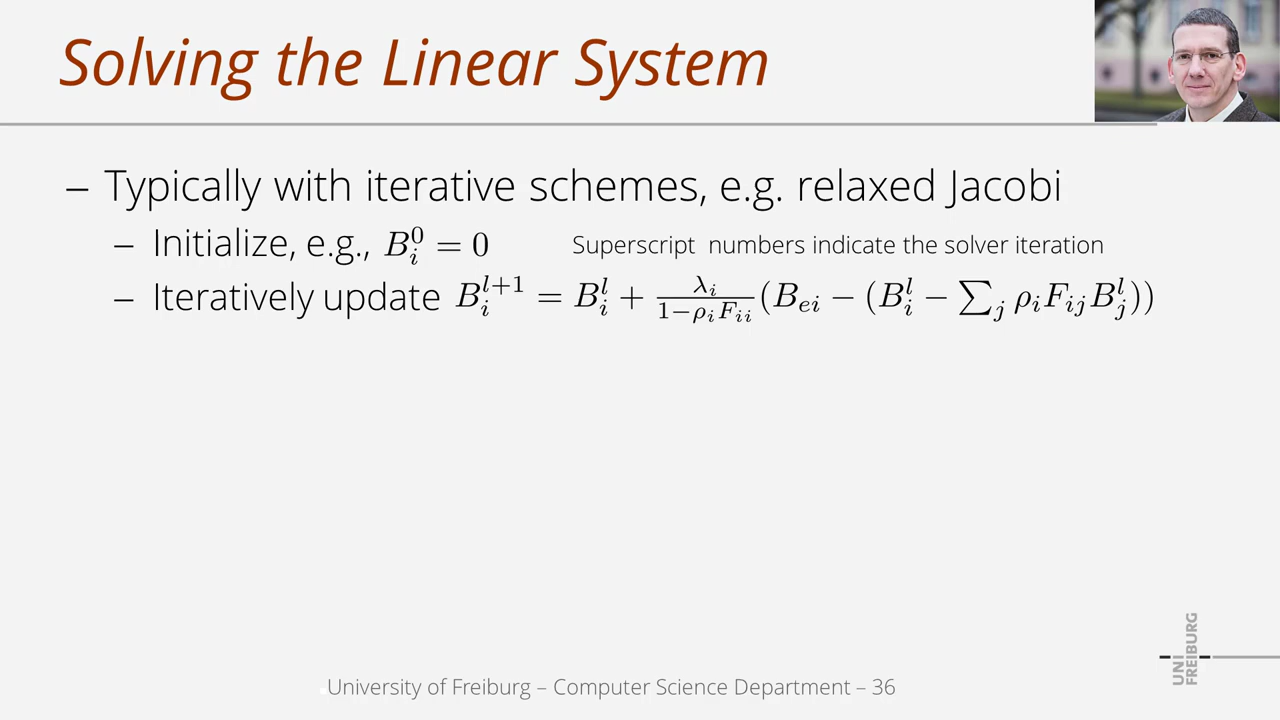 Solving the Linear System
– Typically with iterative schemes, e.g. relaxed Jacobi
– Initialize, e.g., $B_i^0 = 0$ Superscript numbers indicate the solver iteration
– Iteratively update $B_i^{l+1} = B_i^l + \frac{\lambda_i}{1-\rho_i F_{ii}}(B_{ei} - (B_i^l - \sum_j \rho_i F_{ij} B_j^l))$
University of Freiburg – Computer Science Department – 36
UNI
FREIBURG